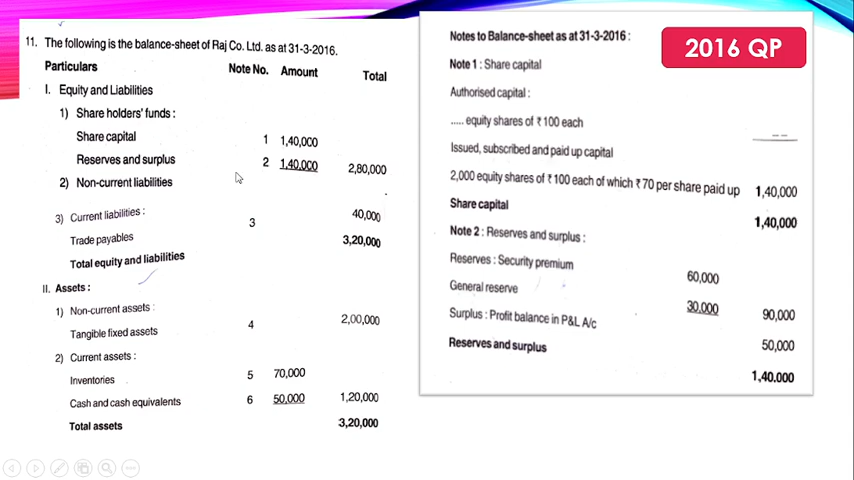 11. The following is the balance-sheet of Raj Co. Ltd. as at 31-3-2016.
Particulars Note No. Amount Total
I. Equity and Liabilities
1) Share holders' funds :
Share capital 1 1,40,000
Reserves and surplus 2 1,40,000 2,80,000
2) Non-current liabilities -
3) Current liabilities : 40,000
Trade payables 3
Total equity and liabilities 3,20,000
II. Assets :
1) Non-current assets :
Tangible fixed assets 4 2,00,000
2) Current assets :
Inventories 5 70,000
Cash and cash equivalents 6 50,000 1,20,000
Total assets 3,20,000
Notes to Balance-sheet as at 31-3-2016 :
2016 QP
Note 1 : Share capital
Authorised capital :
..... equity shares of ₹ 100 each - -
Issued, subscribed and paid up capital
2,000 equity shares of ₹ 100 each of which ₹ 70 per share paid up 1,40,000
Share capital 1,40,000
Note 2 : Reserves and surplus :
Reserves : Security premium 60,000
General reserve 30,000 90,000
Surplus : Profit balance in P&L A/c 50,000
Reserves and surplus 1,40.000